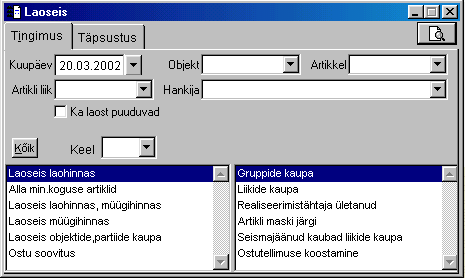 Laoseis
Tingimus Täpsustus
Kuupäev 20.03.2002 Objekt Artikkel
Artikli liik Hankija
Ka laost puuduvad
Kõik Keel
Laoseis laohinnas Gruppide kaupa
Alla min.koguse artiklid Liikide kaupa
Laoseis laohinnas, müügihinnas Realiseerimistähtaja ületanud
Laoseis müügihinnas Artikli maski järgi
Laoseis objektide,partiide kaupa Seismajäänud kaubad liikide kaupa
Ostu soovitus Ostutellimuse koostamine